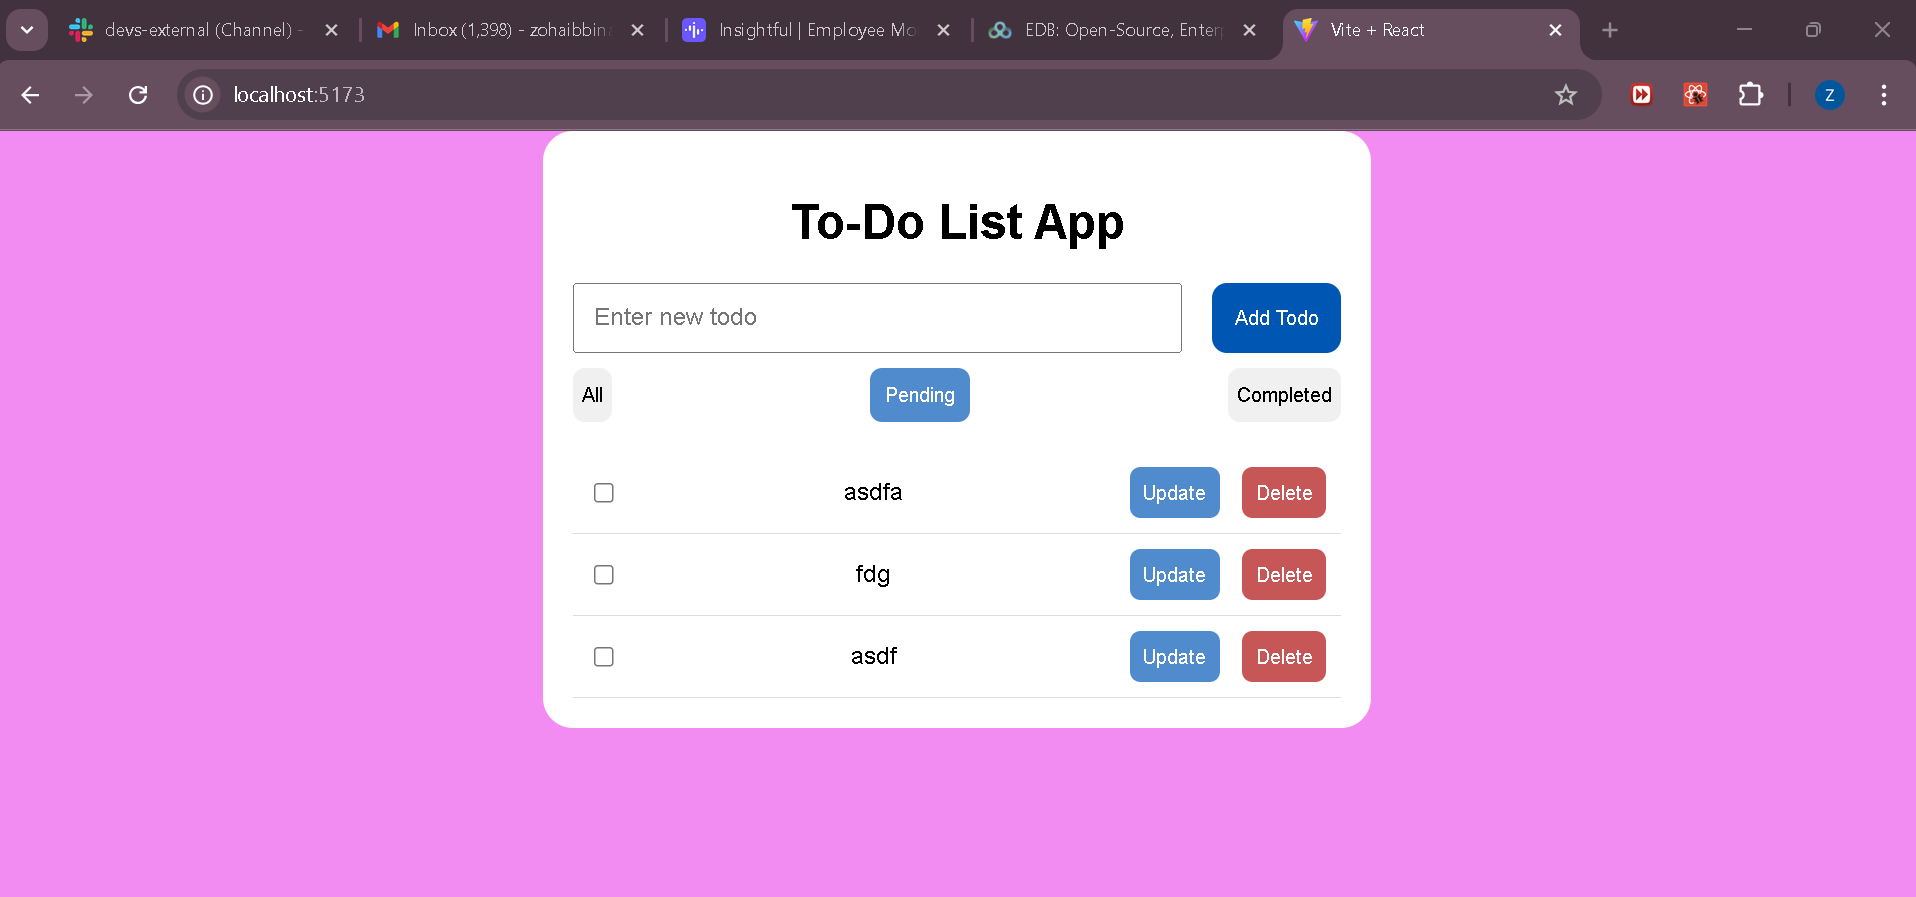 devs-external (Channel) -
Inbox (1,398) - zohaibbin
Insightful | Employee Mo
EDB: Open-Source, Enter
Vite + React
localhost:5173
Z
To-Do List App
Enter new todo
Add Todo
All
Pending
Completed
asdfa
Update
Delete
fdg
Update
Delete
asdf
Update
Delete